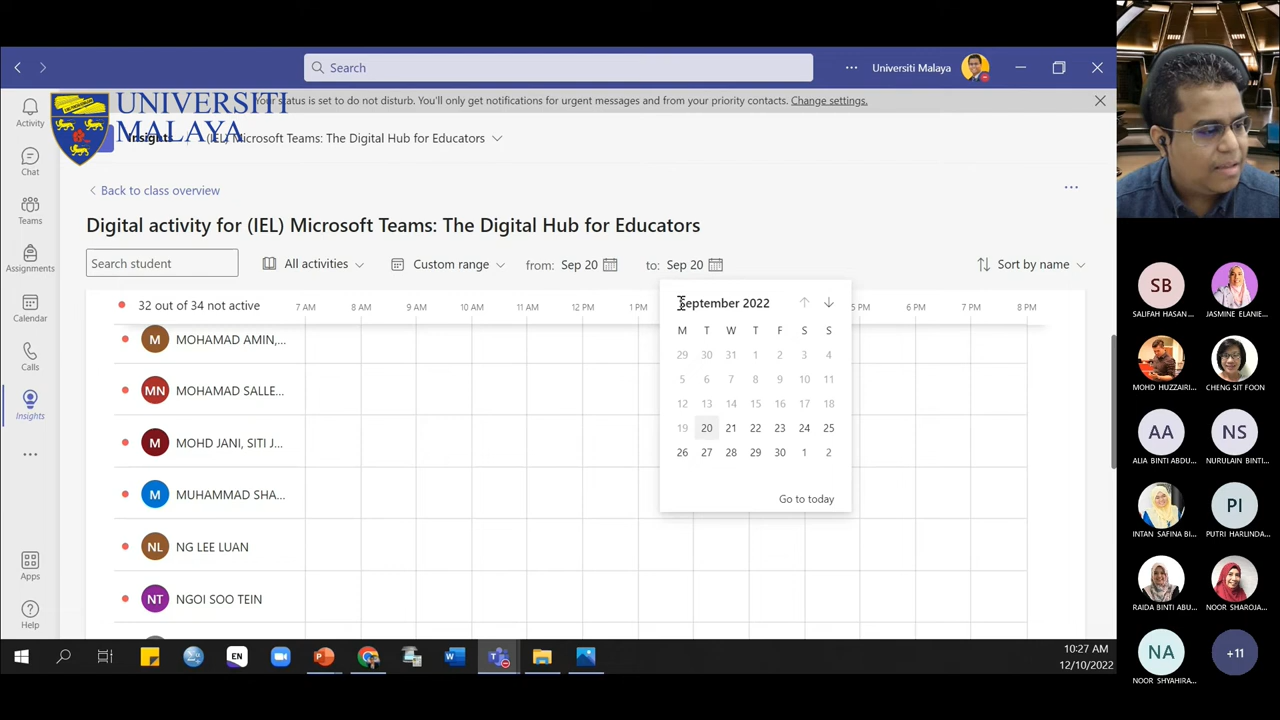 Search
Universiti Malaya
Your status is set to do not disturb. You'll only get notifications for urgent messages and from your priority contacts. Change settings.
UNIVERSITI
MALAYA
Activity
Chat
Teams
Assignments
Calendar
Calls
Insights
Apps
Help
Insights
(IEL) Microsoft Teams: The Digital Hub for Educators
Back to class overview
Digital activity for (IEL) Microsoft Teams: The Digital Hub for Educators
Search student
All activities
Custom range
from: Sep 20
to: Sep 20
Sort by name
32 out of 34 not active
7 AM 8 AM 9 AM 10 AM 11 AM 12 PM 1 PM 5 PM 6 PM 7 PM 8 PM
September 2022
M T W T F S S
29 30 31 1 2 3 4
5 6 7 8 9 10 11
12 13 14 15 16 17 18
19 20 21 22 23 24 25
26 27 28 29 30 1 2
Go to today
M MOHAMAD AMIN,...
MN MOHAMAD SALLE...
M MOHD JANI, SITI J...
M MUHAMMAD SHA...
NL NG LEE LUAN
NT NGOI SOO TEIN
EN
10:27 AM
12/10/2022
SB
SALIFAH HASAN ...
JASMINE ELANIE...
MOHD HUZZAIRI...
CHENG SIT FOON
AA
ALIA BINTI ABDU...
NS
NURULAIN BINTI...
INTAN SAFINA BI...
PI
PUTRI HARLINDA...
RAIDA BINTI ABU...
NOOR SHAROJA...
NA
NOOR SHYAHIRA...
+11